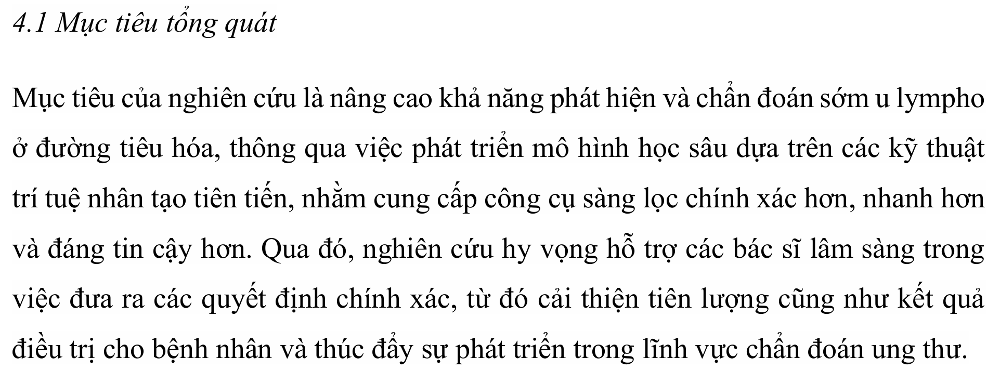 4.1 Mục tiêu tổng quát
Mục tiêu của nghiên cứu là nâng cao khả năng phát hiện và chẩn đoán sớm u lympho
ở đường tiêu hóa, thông qua việc phát triển mô hình học sâu dựa trên các kỹ thuật
trí tuệ nhân tạo tiên tiến, nhằm cung cấp công cụ sàng lọc chính xác hơn, nhanh hơn
và đáng tin cậy hơn. Qua đó, nghiên cứu hy vọng hỗ trợ các bác sĩ lâm sàng trong
việc đưa ra các quyết định chính xác, từ đó cải thiện tiên lượng cũng như kết quả
điều trị cho bệnh nhân và thúc đẩy sự phát triển trong lĩnh vực chẩn đoán ung thư.